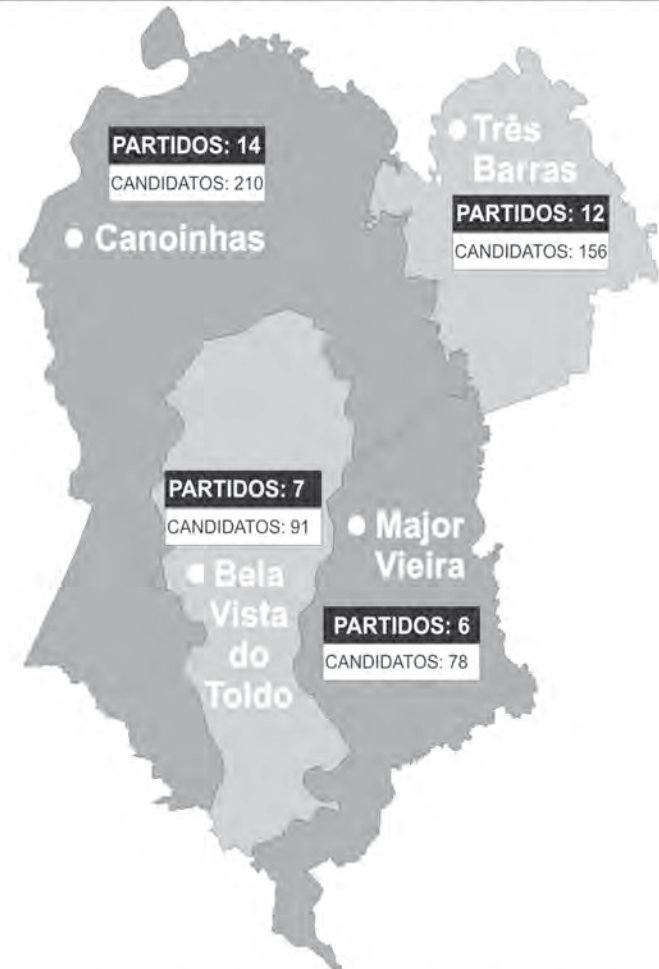 PARTIDOS: 14
CANDIDATOS: 210
Canoinhas
Três
Barras
PARTIDOS: 12
CANDIDATOS: 156
PARTIDOS: 7
CANDIDATOS: 91
Bela
Vista
do
Toldo
Major
Vieira
PARTIDOS: 6
CANDIDATOS: 78